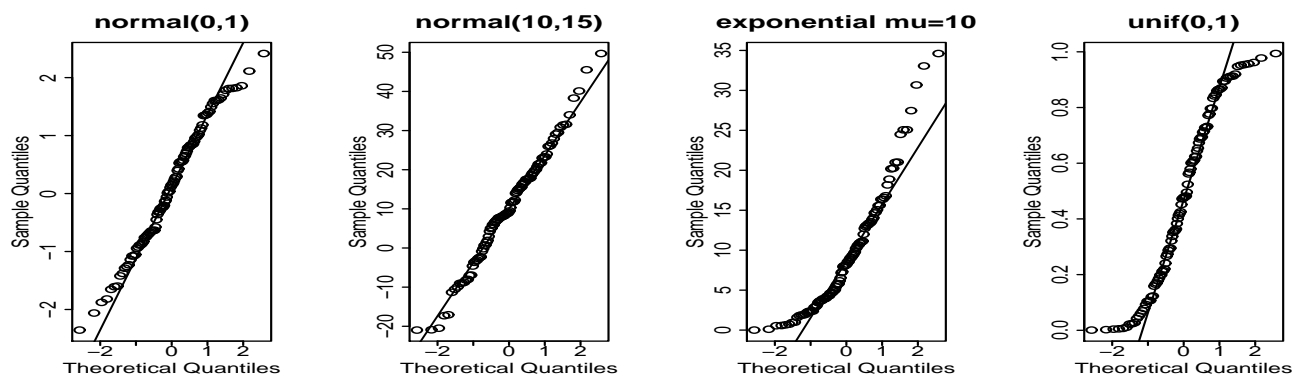 normal(0,1)
Sample Quantiles
2
1
0
−1
−2
−2 0 1 2
Theoretical Quantiles
normal(10,15)
Sample Quantiles
50
40
30
20
10
0
−10
−20
−2 0 1 2
Theoretical Quantiles
exponential mu=10
Sample Quantiles
35
30
25
20
15
10
5
0
−2 0 1 2
Theoretical Quantiles
unif(0,1)
Sample Quantiles
1.0
0.8
0.6
0.4
0.2
0.0
−2 0 1 2
Theoretical Quantiles